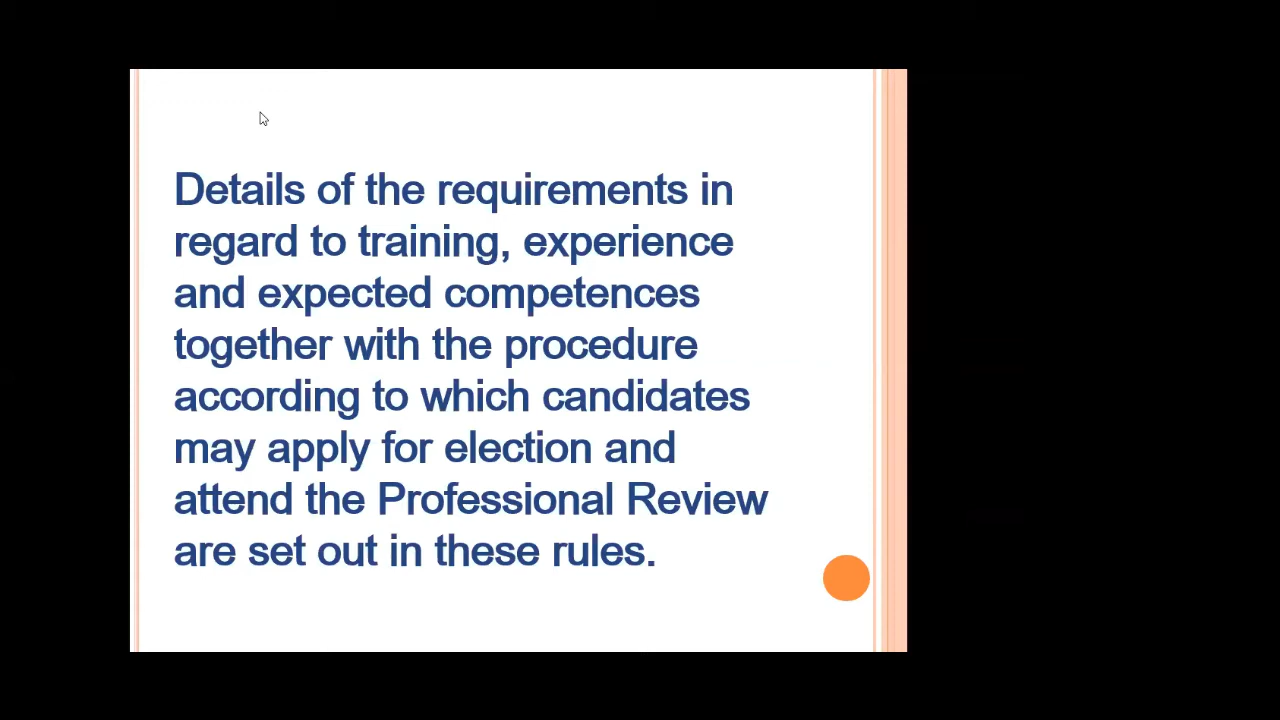 Details of the requirements in
regard to training, experience
and expected competences
together with the procedure
according to which candidates
may apply for election and
attend the Professional Review
are set out in these rules.